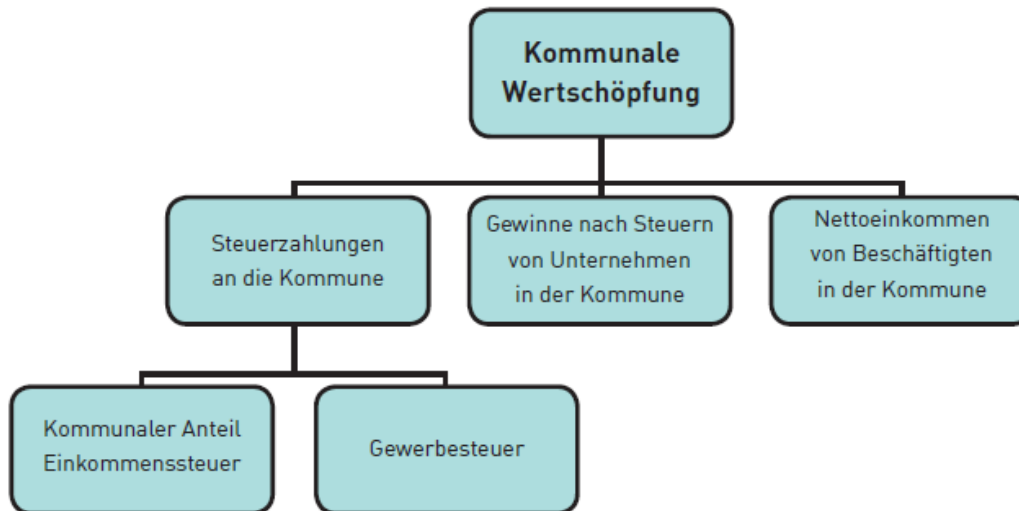 Kommunale
Wertschöpfung
Steuerzahlungen
an die Kommune
Gewinne nach Steuern
von Unternehmen
in der Kommune
Nettoeinkommen
von Beschäftigten
in der Kommune
Kommunaler Anteil
Einkommenssteuer
Gewerbesteuer